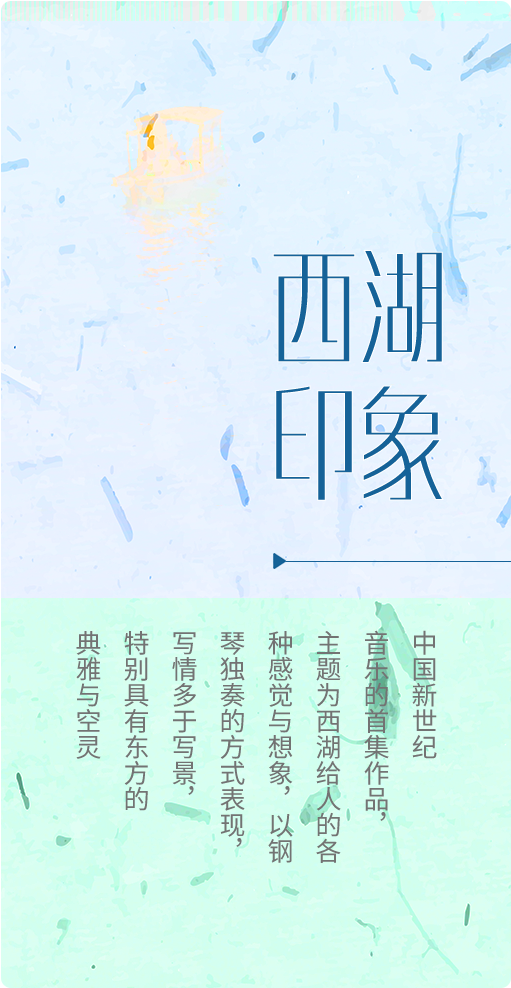 西湖
印象
中国新世纪
音乐的首集作品，
主题为西湖给人的各
种感觉与想象，以钢
琴独奏的方式表现，
写情多于写景，
特别具有东方的
典雅与空灵